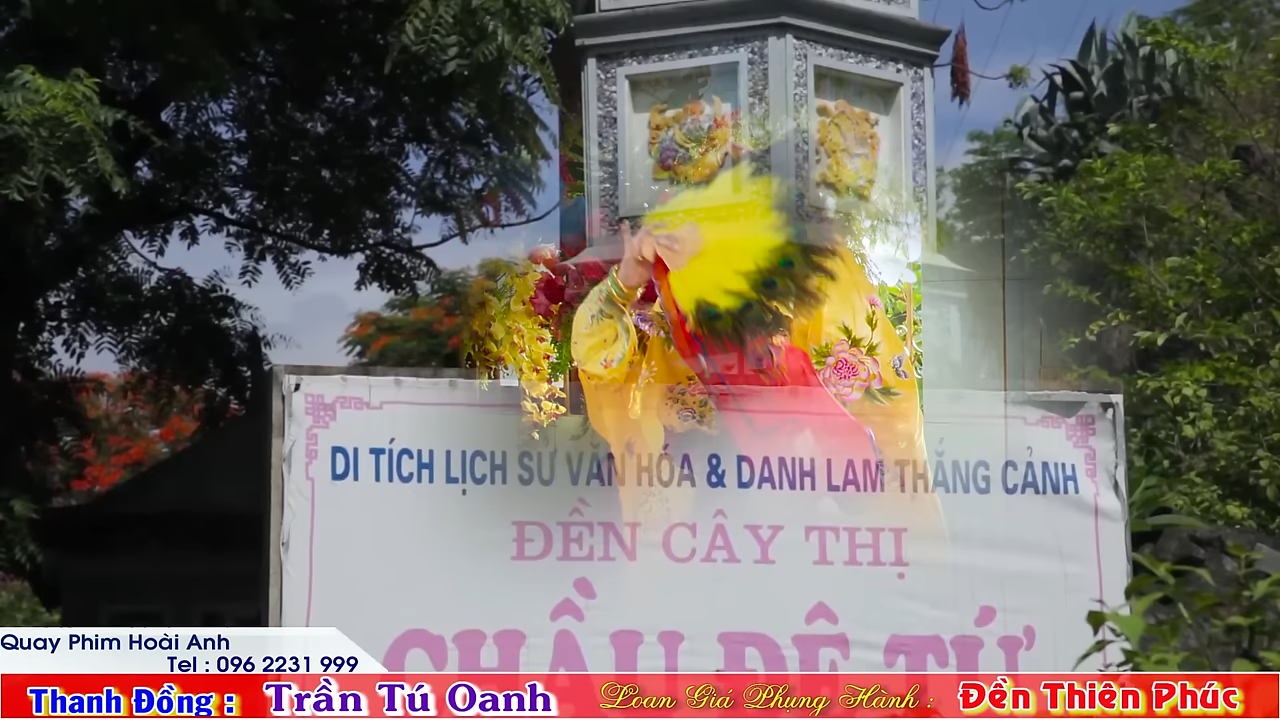 DI TÍCH LỊCH SỬ VĂN HÓA & DANH LAM THẮNG CẢNH
ĐỀN CÂY THỊ
CHẦU ĐỆ TỨ
Quay Phim Hoài Anh
Tel : 096 2231 999
Thanh Đồng : Trần Tú Oanh Loan Giá Phụng Hành : Đền Thiên Phúc